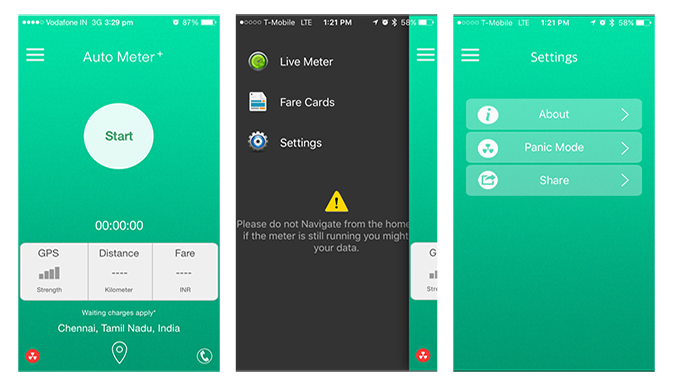 Vodafone IN 3G 3:29 pm 87%
Auto Meter+
Start
00:00:00
GPS Distance Fare
---- ----
Strength Kilometer INR
Waiting charges apply*
Chennai, Tamil Nadu, India
T-Mobile LTE 1:21 PM 58%
Live Meter
Fare Cards
Settings
Please do not Navigate from the home
if the meter is still running you might
your data.
G
Stre
T-Mobile LTE 1:21 PM 58%
Settings
About
Panic Mode
Share